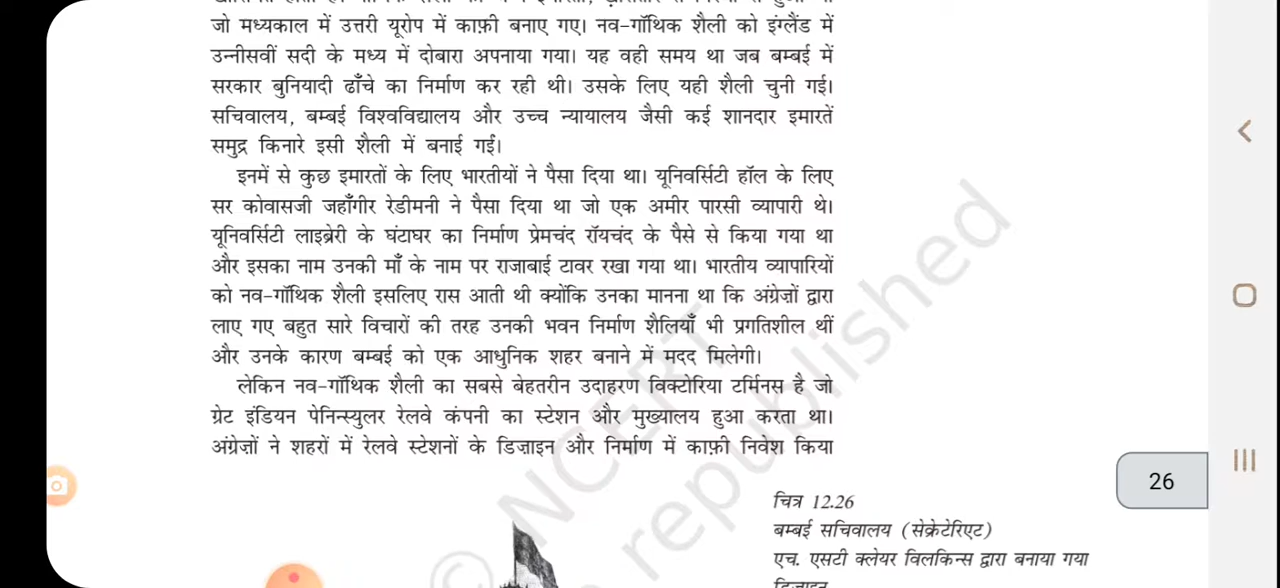 जो मध्यकाल में उत्तरी यूरोप में काफ़ी बनाए गए। नव-गॉथिक शैली को इंग्लैंड में
उन्नीसवीं सदी के मध्य में दोबारा अपनाया गया। यह वही समय था जब बम्बई में
सरकार बुनियादी ढाँचे का निर्माण कर रही थी। उसके लिए यही शैली चुनी गई।
सचिवालय, बम्बई विश्वविद्यालय और उच्च न्यायालय जैसी कई शानदार इमारतें
समुद्र किनारे इसी शैली में बनाई गईं।
इनमें से कुछ इमारतों के लिए भारतीयों ने पैसा दिया था। यूनिवर्सिटी हॉल के लिए
सर कोवासजी जहाँगीर रेडीमनी ने पैसा दिया था जो एक अमीर पारसी व्यापारी थे।
यूनिवर्सिटी लाइब्रेरी के घंटाघर का निर्माण प्रेमचंद रॉयचंद के पैसे से किया गया था
और इसका नाम उनकी माँ के नाम पर राजाबाई टावर रखा गया था। भारतीय व्यापारियों
को नव-गॉथिक शैली इसलिए रास आती थी क्योंकि उनका मानना था कि अंग्रेज़ों द्वारा
लाए गए बहुत सारे विचारों की तरह उनकी भवन निर्माण शैलियाँ भी प्रगतिशील थीं
और उनके कारण बम्बई को एक आधुनिक शहर बनाने में मदद मिलेगी।
लेकिन नव-गॉथिक शैली का सबसे बेहतरीन उदाहरण विक्टोरिया टर्मिनस है जो
ग्रेट इंडियन पेनिन्स्युलर रेलवे कंपनी का स्टेशन और मुख्यालय हुआ करता था।
अंग्रेज़ों ने शहरों में रेलवे स्टेशनों के डिज़ाइन और निर्माण में काफ़ी निवेश किया
26
चित्र 12.26
बम्बई सचिवालय (सेक्रेटेरिएट)
एच. एसटी क्लेयर विलकिन्स द्वारा बनाया गया
डिज़ाइन
© NCERT
republished